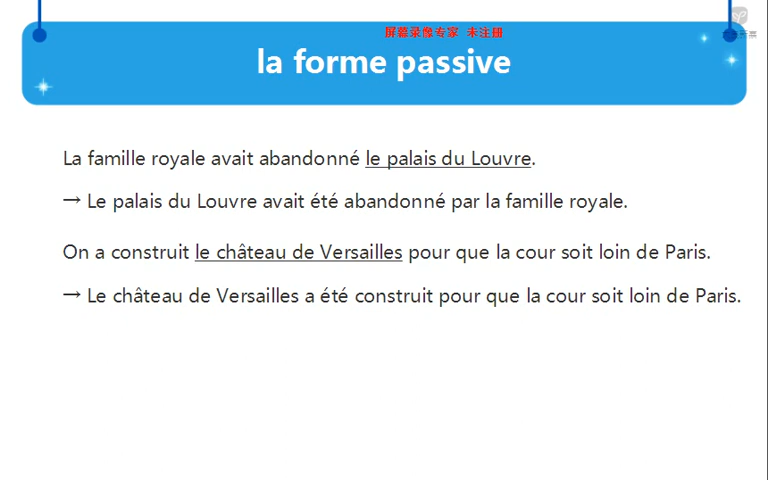 屏幕录像专家 未注册
la forme passive
La famille royale avait abandonné le palais du Louvre.
→ Le palais du Louvre avait été abandonné par la famille royale.
On a construit le château de Versailles pour que la cour soit loin de Paris.
→ Le château de Versailles a été construit pour que la cour soit loin de Paris.